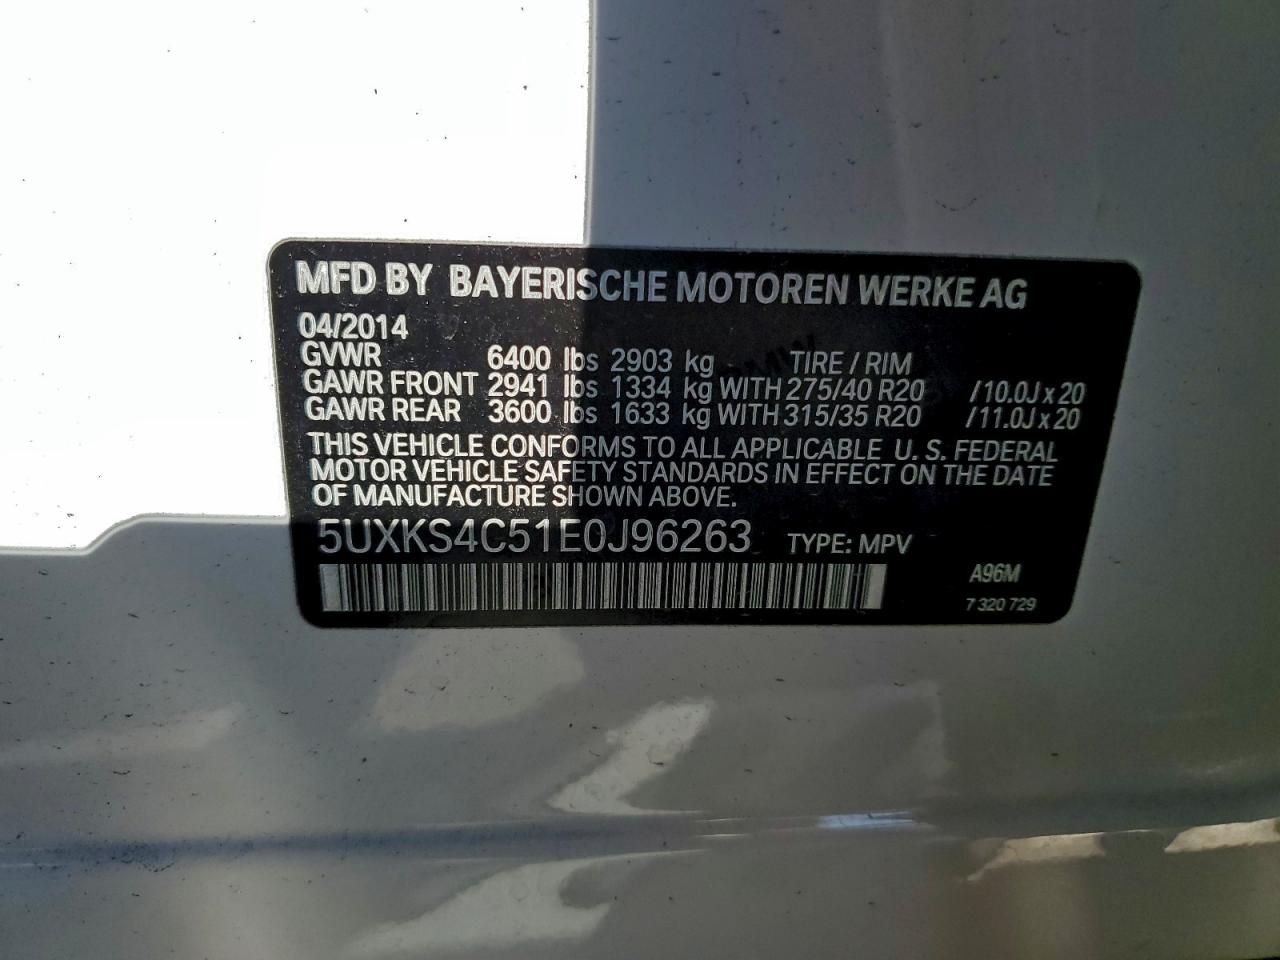 MFD BY BAYERISCHE MOTOREN WERKE AG
04/2014
GVWR 6400 lbs 2903 kg TIRE / RIM
GAWR FRONT 2941 lbs 1334 kg WITH 275/40 R20 /10.0J x 20
GAWR REAR 3600 lbs 1633 kg WITH 315/35 R20 /11.0J x 20
THIS VEHICLE CONFORMS TO ALL APPLICABLE U. S. FEDERAL
MOTOR VEHICLE SAFETY STANDARDS IN EFFECT ON THE DATE
OF MANUFACTURE SHOWN ABOVE.
5UXKS4C51E0J96263 TYPE: MPV
A96M
7 320 729